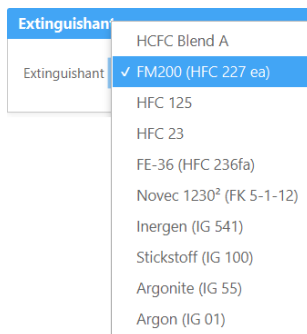 Extinguishant
Extinguishant
HCFC Blend A
✓ FM200 (HFC 227 ea)
HFC 125
HFC 23
FE-36 (HFC 236fa)
Novec 1230² (FK 5-1-12)
Inergen (IG 541)
Stickstoff (IG 100)
Argonite (IG 55)
Argon (IG 01)